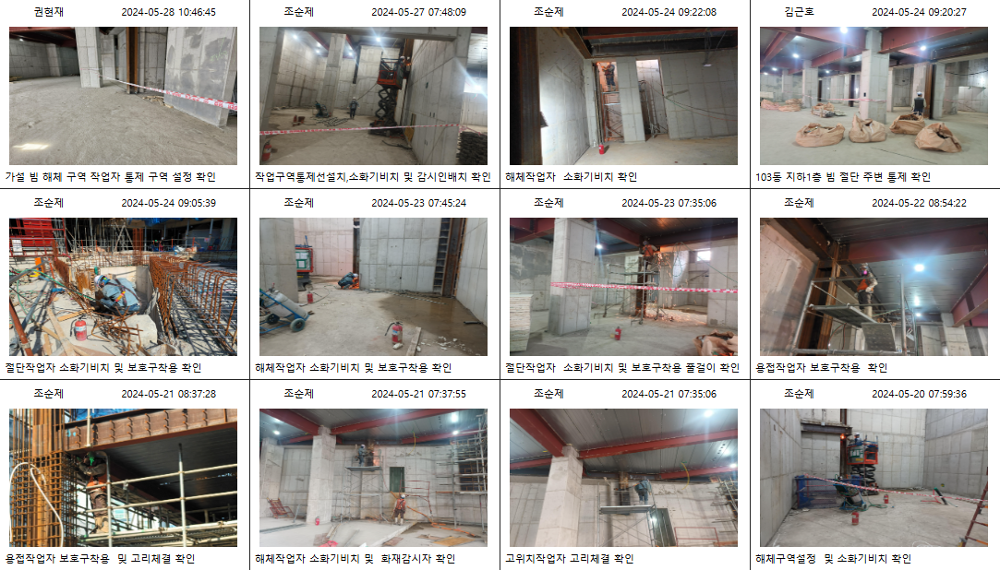 권현재 2024-05-28 10:46:45
조순제 2024-05-27 07:48:09
조순제 2024-05-24 09:22:08
김근호 2024-05-24 09:20:27
가설 빔 해체 구역 작업자 통제 구역 설정 확인
작업구역통제선설치,소화기비치 및 감시인배치 확인
해체작업자  소화기비치 확인
103동 지하1층 빔 절단 주변 통제 확인
조순제 2024-05-24 09:05:39
조순제 2024-05-23 07:45:24
조순제 2024-05-23 07:35:06
조순제 2024-05-22 08:54:22
절단작업자 소화기비치 및 보호구착용 확인
해체작업자 소화기비치 및 보호구착용 확인
절단작업자  소화기비치 및 보호구착용 풀걸이 확인
용접작업자 보호구착용  확인
조순제 2024-05-21 08:37:28
조순제 2024-05-21 07:37:55
조순제 2024-05-21 07:35:06
조순제 2024-05-20 07:59:36
용접작업자 보호구착용  및 고리체결 확인
해체작업자 소화기비치 및  화재감시자 확인
고위치작업자 고리체결 확인
해체구역설정  및 소화기비치 확인